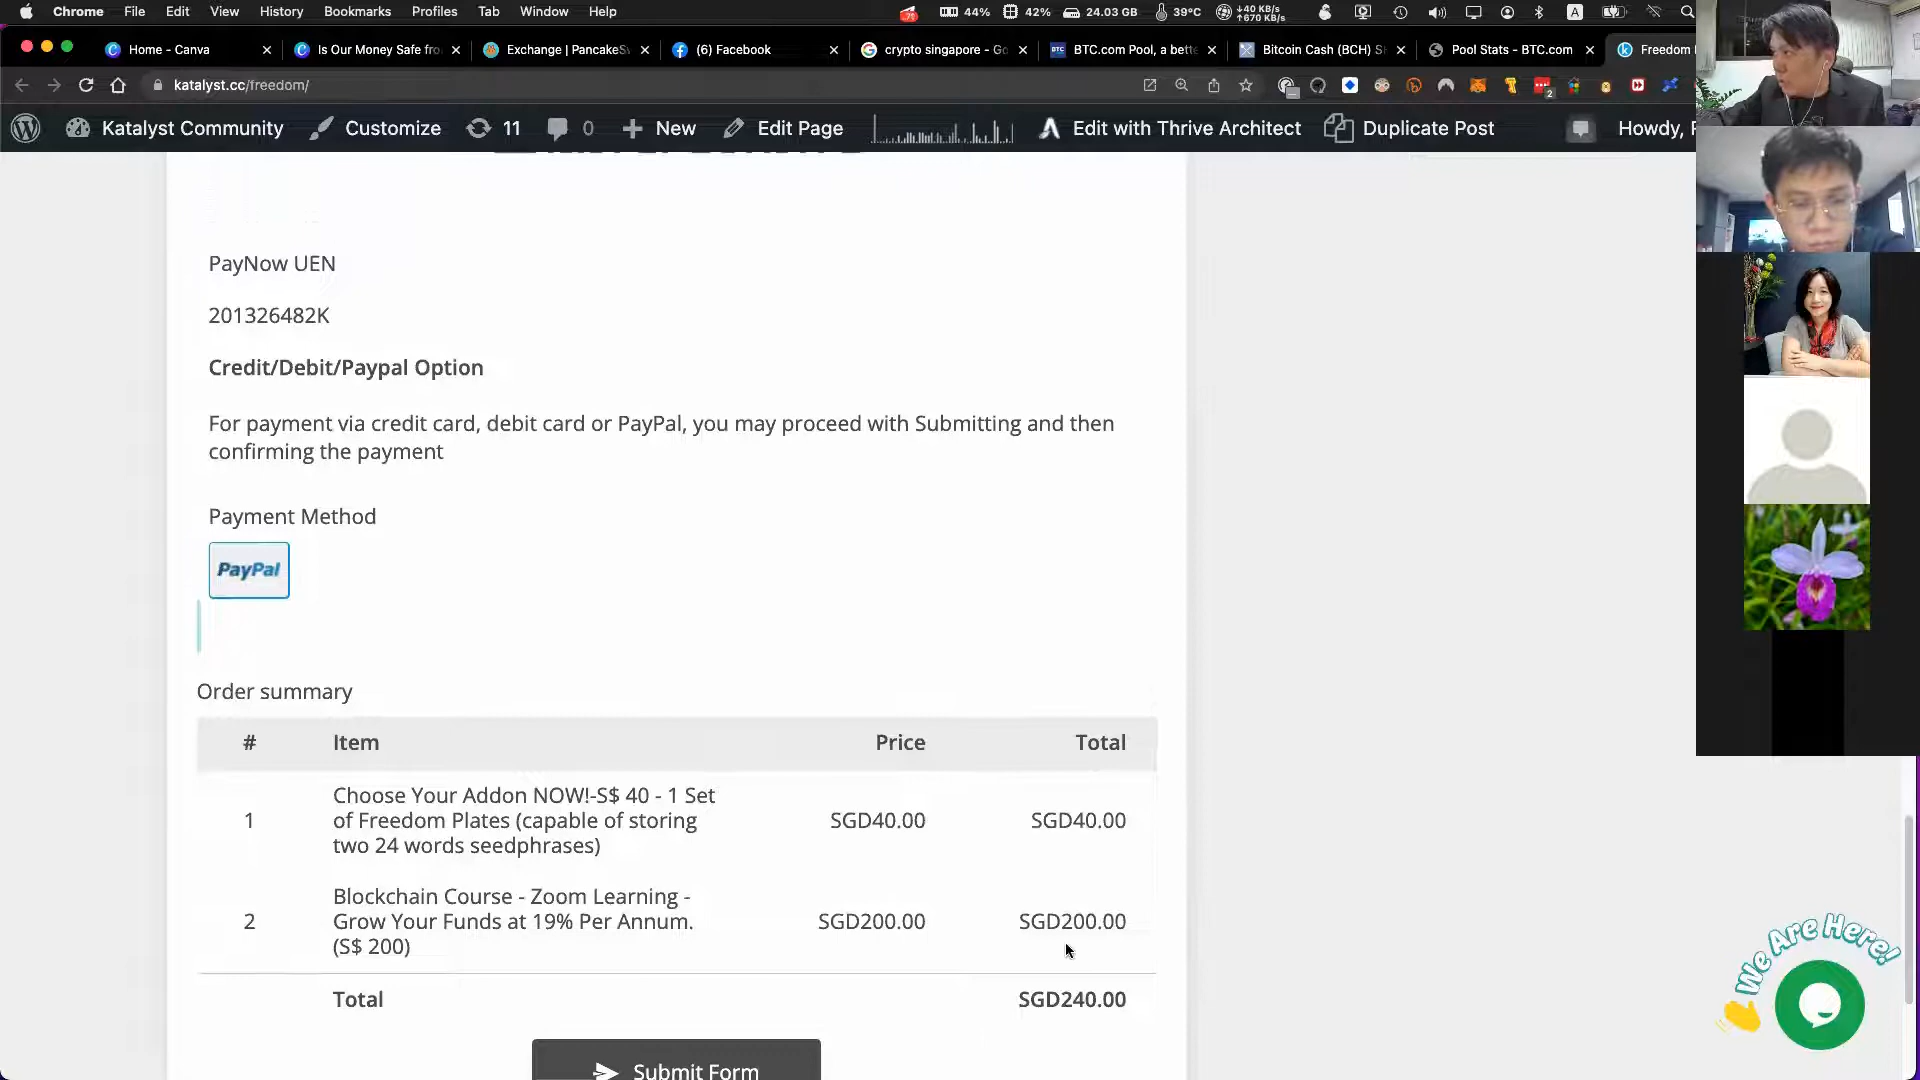 Chrome File Edit View History Bookmarks Profiles Tab Window Help 44% 42% 24.03 GB 39°C ↓40 KB/s ↑670 KB/s A
Home - Canva Is Our Money Safe fro Exchange | PancakeSw (6) Facebook crypto singapore - Go BTC.com Pool, a bette Bitcoin Cash (BCH) S Pool Stats - BTC.com Freedom
katalyst.cc/freedom/
Katalyst Community Customize 11 0 New Edit Page Edit with Thrive Architect Duplicate Post Howdy,
PayNow UEN
201326482K
Credit/Debit/Paypal Option
For payment via credit card, debit card or PayPal, you may proceed with Submitting and then
confirming the payment
Payment Method
PayPal
Order summary
# Item Price Total
Choose Your Addon NOW!-S$ 40 - 1 Set
1 of Freedom Plates (capable of storing SGD40.00 SGD40.00
two 24 words seedphrases)
Blockchain Course - Zoom Learning -
2 Grow Your Funds at 19% Per Annum. SGD200.00 SGD200.00
(S$ 200)
Total SGD240.00
Submit Form
We Are Here!